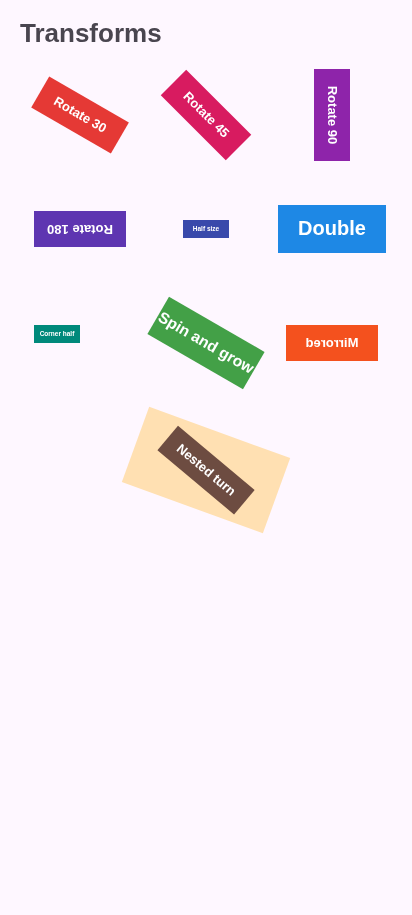 Transforms
Rotate 30
Rotate 45
Rotate 90
Rotate 180
Half size
Double
Corner half
Spin and grow
Mirrored
Nested turn